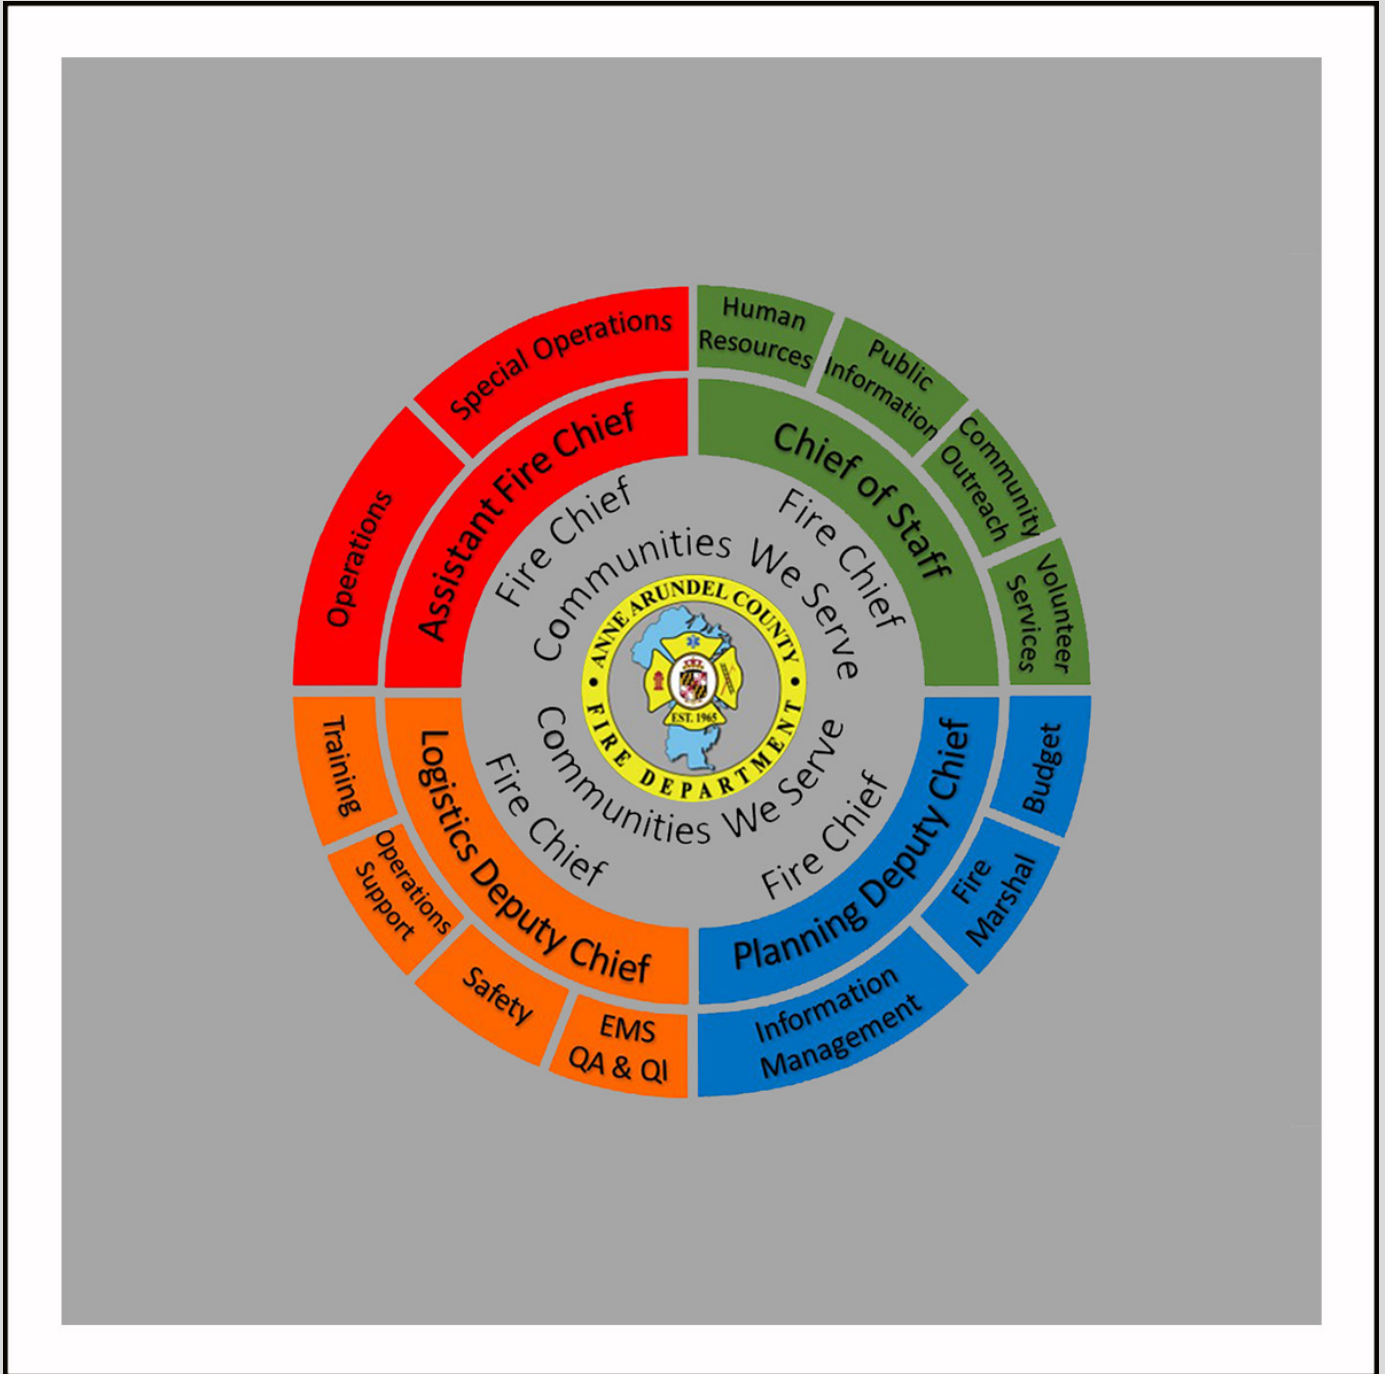 Special Operations
Operations
Assistant Fire Chief
Human
Resources
Public
Information
Community
Outreach
Volunteer
Services
Chief of Staff
Fire Chief
Fire Chief
Communities We Serve
ANNE ARUNDEL COUNTY
EST. 1965
• FIRE DEPARTMENT •
Communities We Serve
Fire Chief
Fire Chief
Logistics Deputy Chief
Training
Operations
Support
Safety
EMS
QA & QI
Planning Deputy Chief
Budget
Fire
Marshal
Information
Management